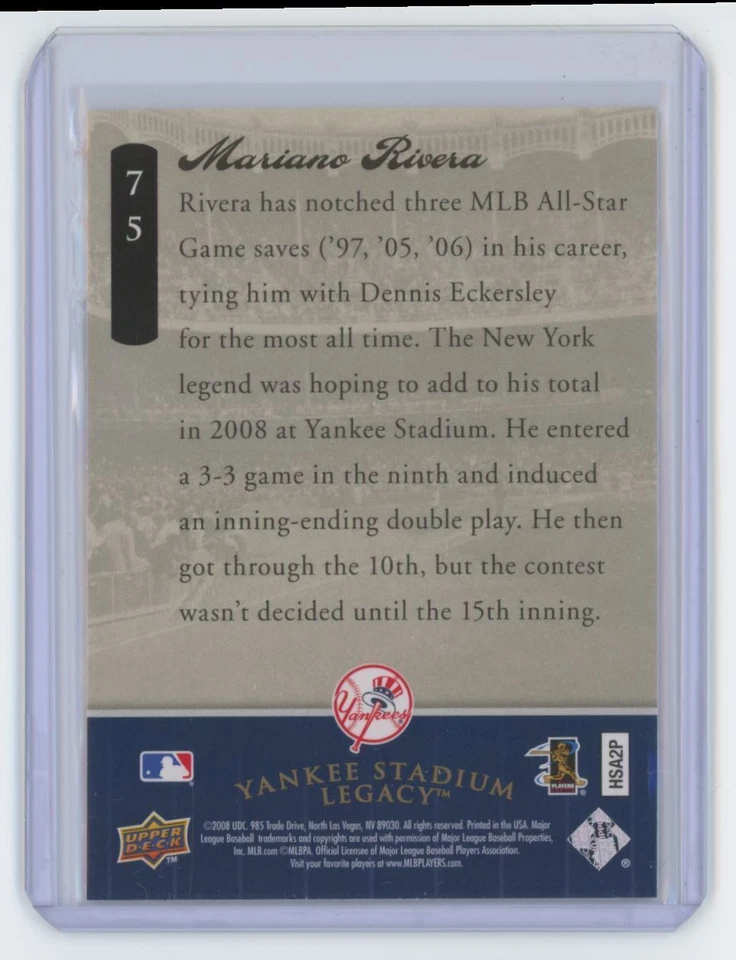 Mariano Rivera
7
5
Rivera has notched three MLB All-Star
Game saves (’97, ’05, ’06) in his career,
tying him with Dennis Eckersley
for the most all time. The New York
legend was hoping to add to his total
in 2008 at Yankee Stadium. He entered
a 3-3 game in the ninth and induced
an inning-ending double play. He then
got through the 10th, but the contest
wasn’t decided until the 15th inning.
Yankees
YANKEE STADIUM
LEGACY™
PLAYERS
®
HSA2P
UPPER
D·E·C·K
™
©2008 UDC. 985 Trade Drive, North Las Vegas, NV 89030. All rights reserved. Printed in the USA. Major
League Baseball trademarks and copyrights are used with permission of Major League Baseball Properties,
Inc. MLB.com ©MLBPA. Official Licensee of Major League Baseball Players Association.
Visit your favorite players at www.MLBPLAYERS.com.
®